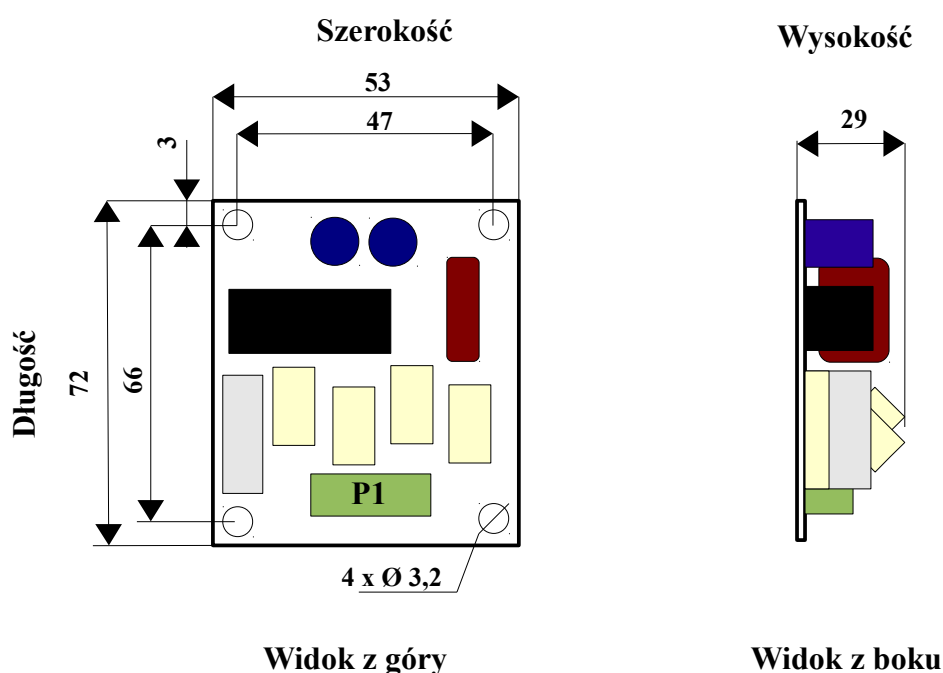 Szerokość
Wysokość
53
47
29
3
Długość
72
66
P1
4 x Ø 3,2
Widok z góry
Widok z boku